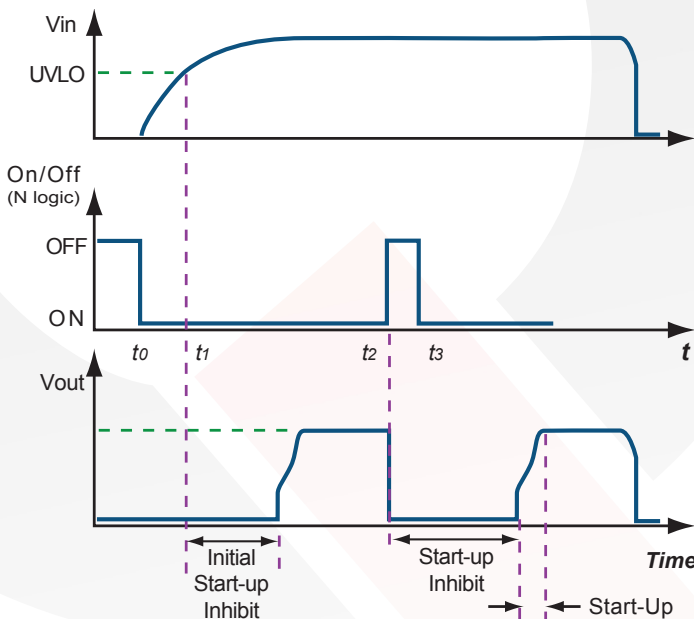 Vin
UVLO
On/Off
(N logic)
OFF
ON
t0
t1
t2
t3
t
Vout
Initial
Start-up
Inhibit
Start-up
Inhibit
Time
Start-Up